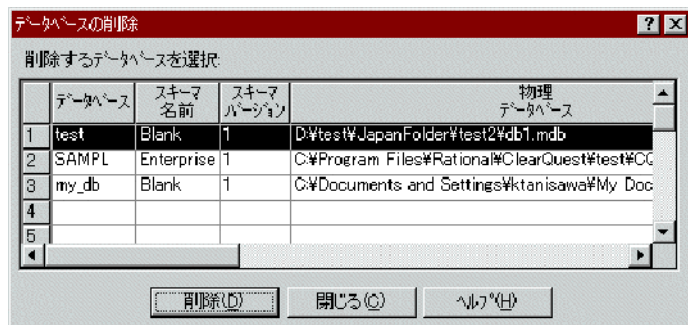 ﾃﾞｰﾀﾍﾞｰｽの削除
削除するﾃﾞｰﾀﾍﾞｰｽを選択:
ﾃﾞｰﾀﾍﾞｰｽ スキーマ名前 スキーマﾊﾞｰｼﾞｮﾝ 物理ﾃﾞｰﾀﾍﾞｰｽ
1 test Blank 1 D:¥test¥JapanFolder¥test2¥db1.mdb
2 SAMPL Enterprise 1 C:¥Program Files¥Rational¥ClearQuest¥test¥CQ
3 my_db Blank 1 C:¥Documents and Settings¥ktanisawa¥My Doc
4
5
削除(D) 閉じる(C) ﾍﾙﾌﾟ(H)